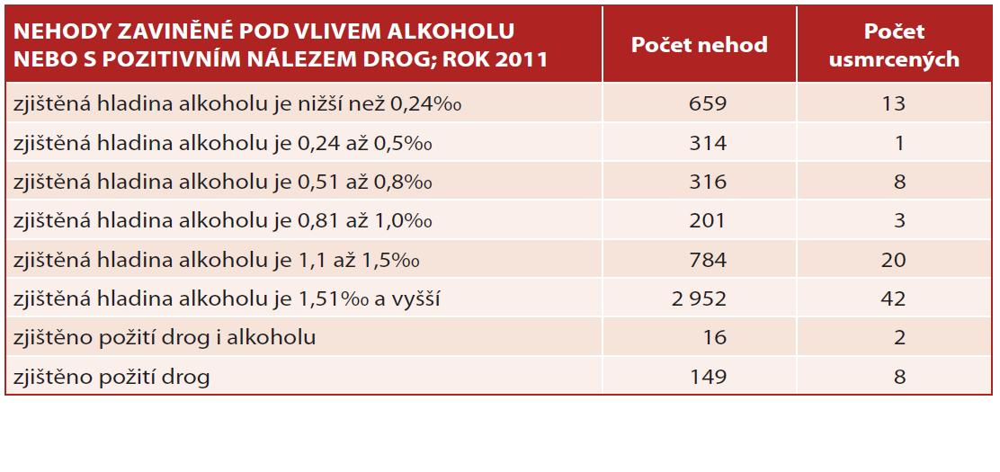 NEHODY ZAVINĚNÉ POD VLIVEM ALKOHOLU
NEBO S POZITIVNÍM NÁLEZEM DROG; ROK 2011
Počet nehod
Počet
usmrcených
zjištěná hladina alkoholu je nižší než 0,24‰ 659 13
zjištěná hladina alkoholu je 0,24 až 0,5‰ 314 1
zjištěná hladina alkoholu je 0,51 až 0,8‰ 316 8
zjištěná hladina alkoholu je 0,81 až 1,0‰ 201 3
zjištěná hladina alkoholu je 1,1 až 1,5‰ 784 20
zjištěná hladina alkoholu je 1,51‰ a vyšší 2 952 42
zjištěno požití drog i alkoholu 16 2
zjištěno požití drog 149 8